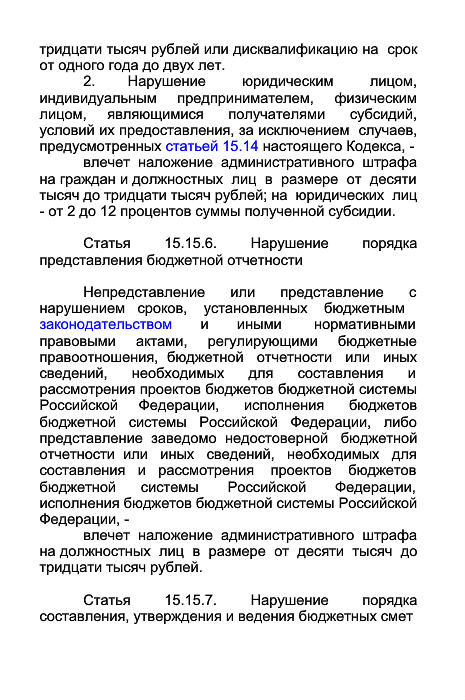 тридцати тысяч рублей или дисквалификацию на срок
от одного года до двух лет.
2. Нарушение юридическим лицом,
индивидуальным предпринимателем, физическим
лицом, являющимися получателями субсидий,
условий их предоставления, за исключением случаев,
предусмотренных статьей 15.14 настоящего Кодекса, -
влечет наложение административного штрафа
на граждан и должностных лиц в размере от десяти
тысяч до тридцати тысяч рублей; на юридических лиц
- от 2 до 12 процентов суммы полученной субсидии.
Статья 15.15.6. Нарушение порядка
представления бюджетной отчетности
Непредставление или представление с
нарушением сроков, установленных бюджетным
законодательством и иными нормативными
правовыми актами, регулирующими бюджетные
правоотношения, бюджетной отчетности или иных
сведений, необходимых для составления и
рассмотрения проектов бюджетов бюджетной системы
Российской Федерации, исполнения бюджетов
бюджетной системы Российской Федерации, либо
представление заведомо недостоверной бюджетной
отчетности или иных сведений, необходимых для
составления и рассмотрения проектов бюджетов
бюджетной системы Российской Федерации,
исполнения бюджетов бюджетной системы Российской
Федерации, -
влечет наложение административного штрафа
на должностных лиц в размере от десяти тысяч до
тридцати тысяч рублей.
Статья 15.15.7. Нарушение порядка
составления, утверждения и ведения бюджетных смет